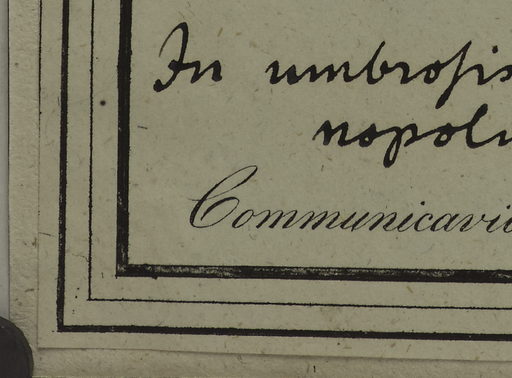 In umbrosis
nopoli
Communicavi